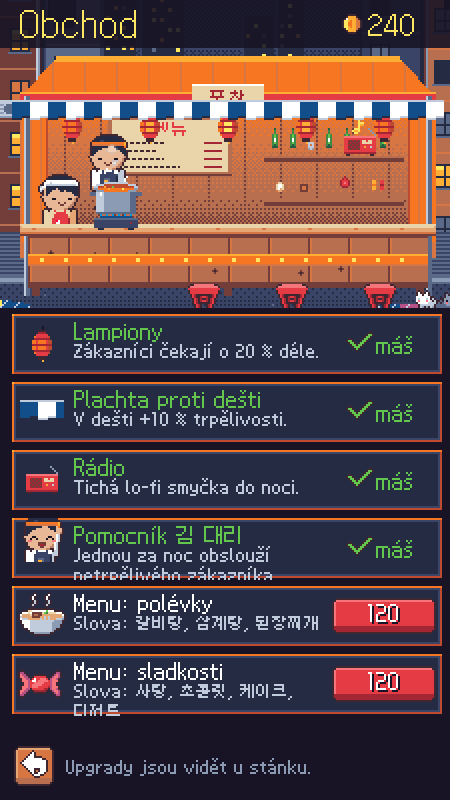 Obchod
240
포차
Lampiony
Zákazníci čekají o 20 % déle.
máš
Plachta proti dešti
V dešti +10 % trpělivosti.
máš
Rádio
Tichá lo-fi smyčka do noci.
máš
Pomocník 김 대리
Jednou za noc obslouží
netrpělivého zákazníka
máš
Menu: polévky
Slova: 갈비탕, 삼계탕, 된장찌개
120
Menu: sladkosti
Slova: 사탕, 초콜릿, 케이크,
디저트
120
Upgrady jsou vidět u stánku.